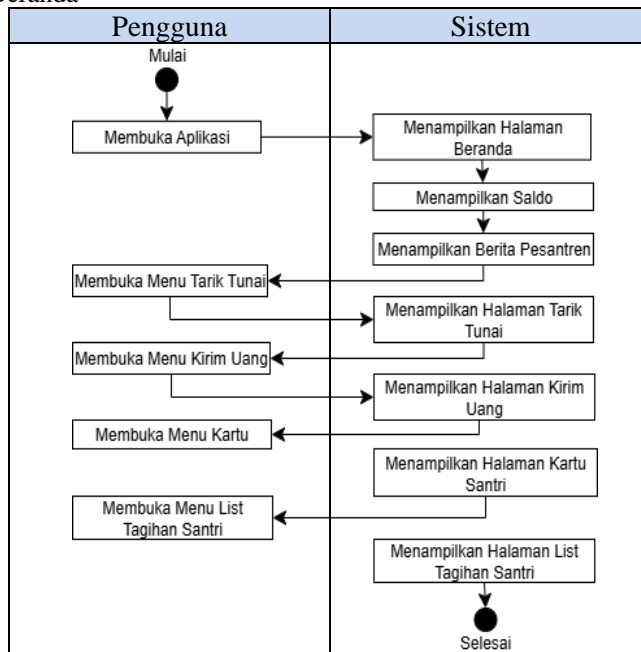 Beranda
Pengguna
Sistem
Mulai
Membuka Aplikasi
Menampilkan Halaman
Beranda
Menampilkan Saldo
Menampilkan Berita Pesantren
Membuka Menu Tarik Tunai
Menampilkan Halaman Tarik
Tunai
Membuka Menu Kirim Uang
Menampilkan Halaman Kirim
Uang
Membuka Menu Kartu
Menampilkan Halaman Kartu
Santri
Membuka Menu List
Tagihan Santri
Menampilkan Halaman List
Tagihan Santri
Selesai